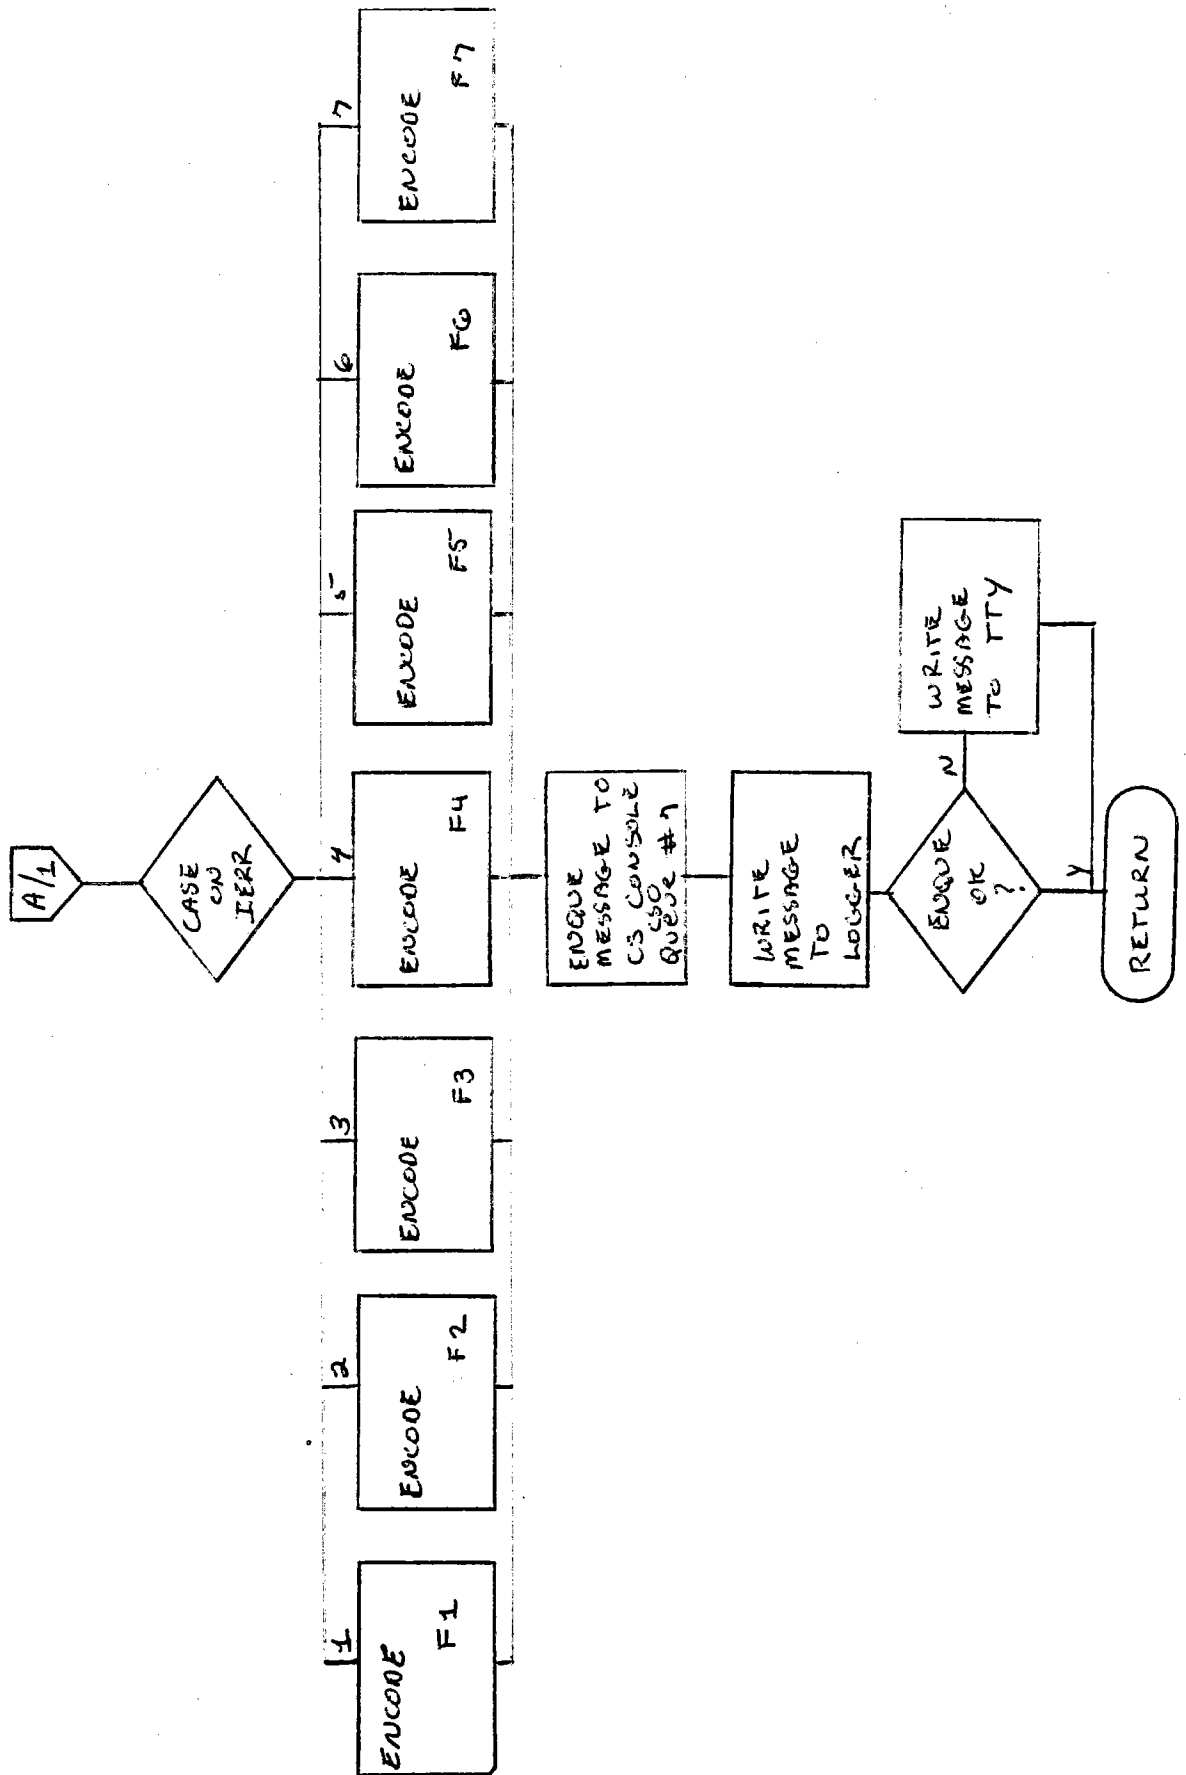 A/1
CASE
ON
IERR
1
2
3
4
5
6
7
ENCODE
F1
ENCODE
F2
ENCODE
F3
ENCODE
F4
ENCODE
F5
ENCODE
F6
ENCODE
F7
ENQUE
MESSAGE TO
CS CONSOLE
CSO
QUEUE #7
WRITE
MESSAGE
TO
LOGGER
ENQUE
OK
?
N
WRITE
MESSAGE
TO TTY
Y
RETURN